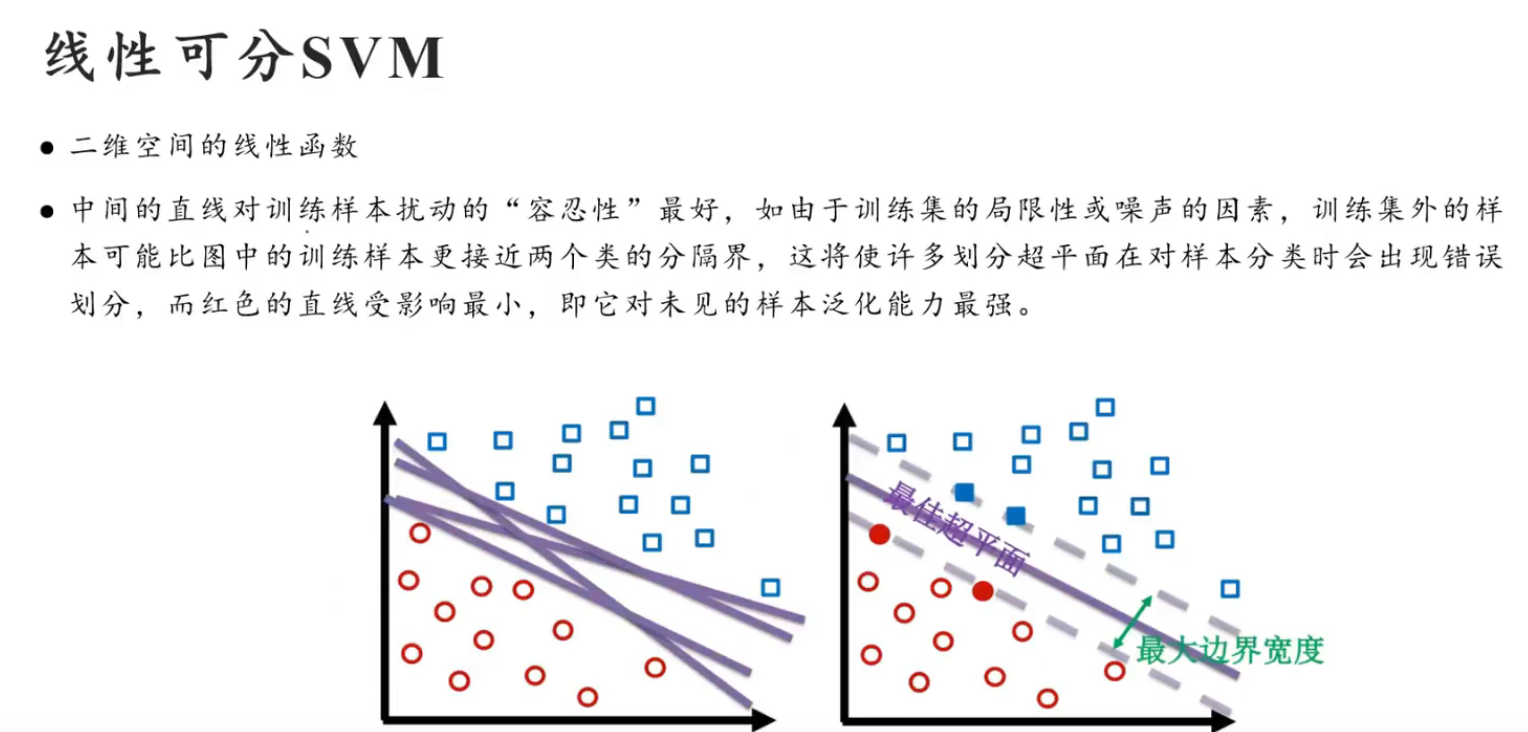 线性可分SVM
• 二维空间的线性函数
• 中间的直线对训练样本扰动的“容忍性”最好，如由于训练集的局限性或噪声的因素，训练集外的样
本可能比图中的训练样本更接近两个类的分隔界，这将使许多划分超平面在对样本分类时会出现错误
划分，而红色的直线受影响最小，即它对未见的样本泛化能力最强。
最佳超平面
最大边界宽度